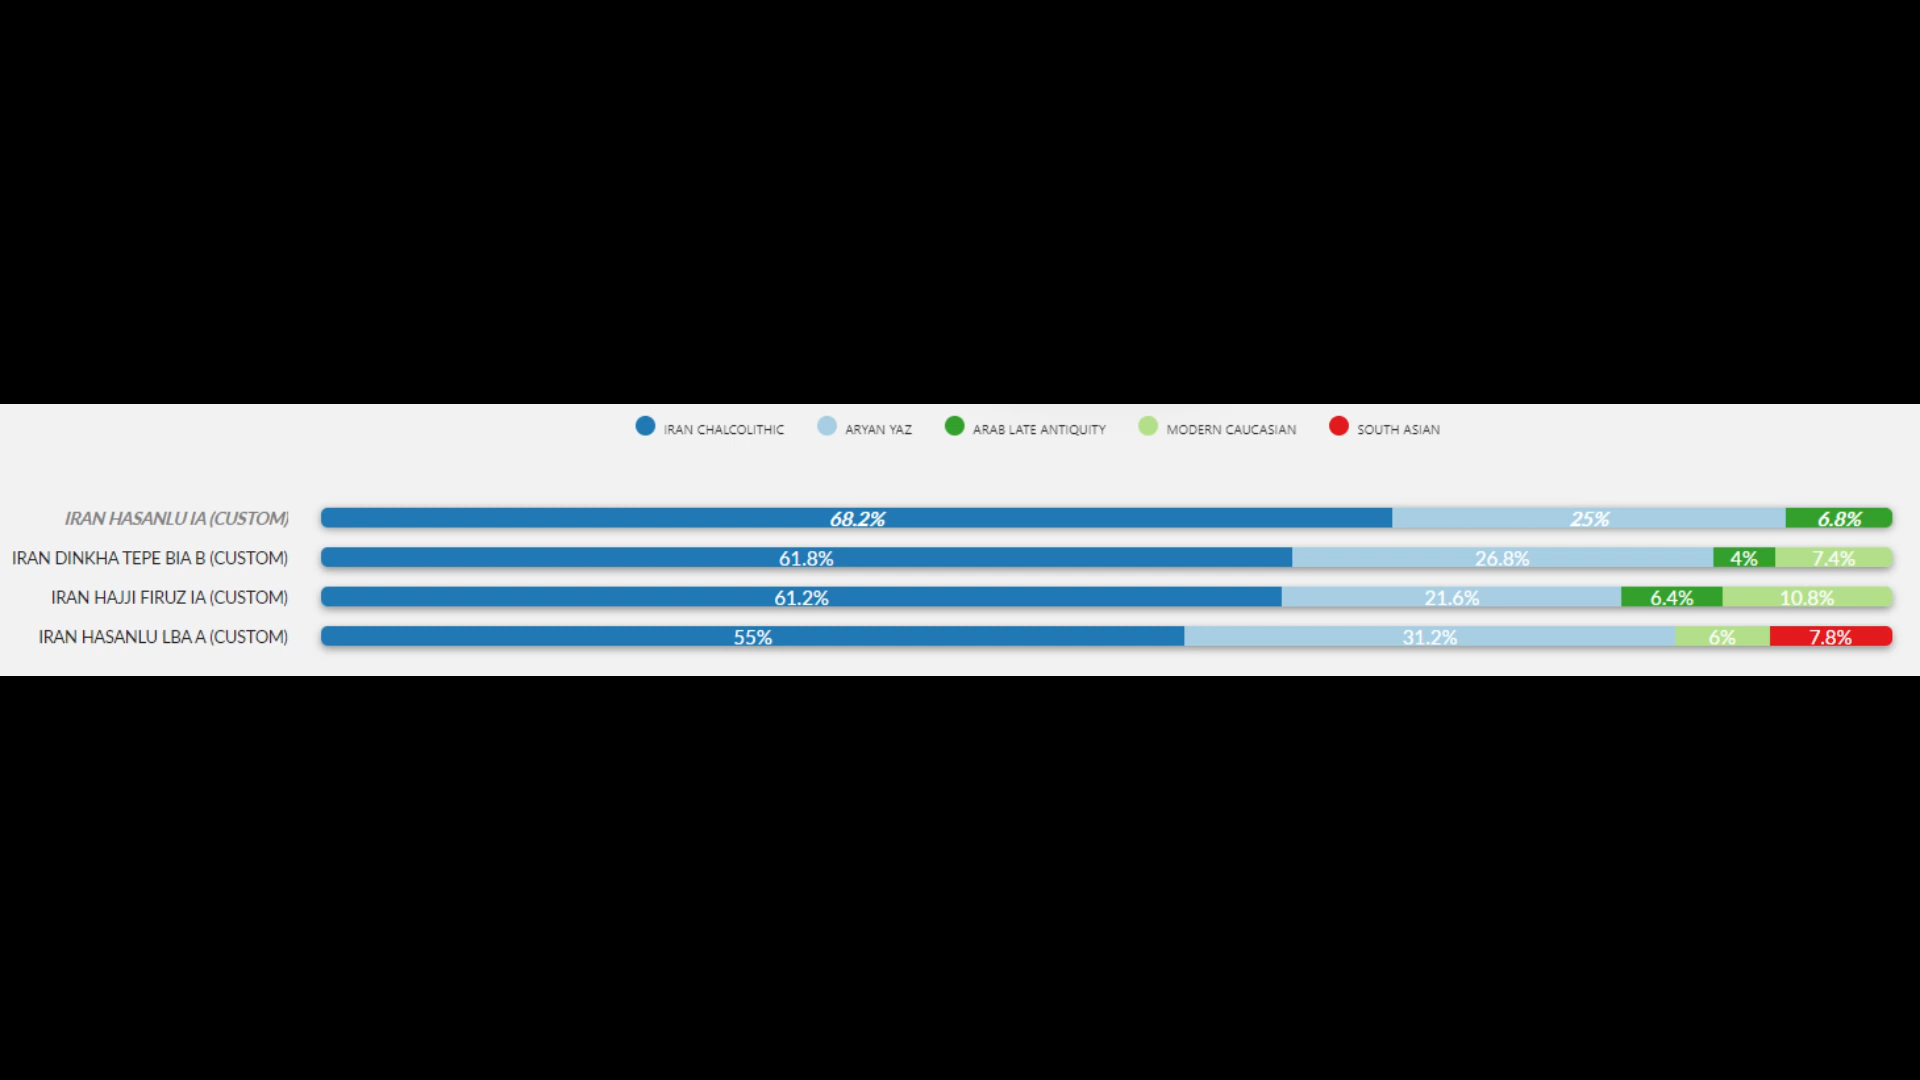 IRAN CHALCOLITHIC ARYAN YAZ ARAB LATE ANTIQUITY MODERN CAUCASIAN SOUTH ASIAN
IRAN HASANLU IA (CUSTOM) 68.2% 25% 6.8%
IRAN DINKHA TEPE BIA B (CUSTOM) 61.8% 26.8% 4% 7.4%
IRAN HAJJI FIRUZ IA (CUSTOM) 61.2% 21.6% 6.4% 10.8%
IRAN HASANLU LBA A (CUSTOM) 55% 31.2% 6% 7.8%